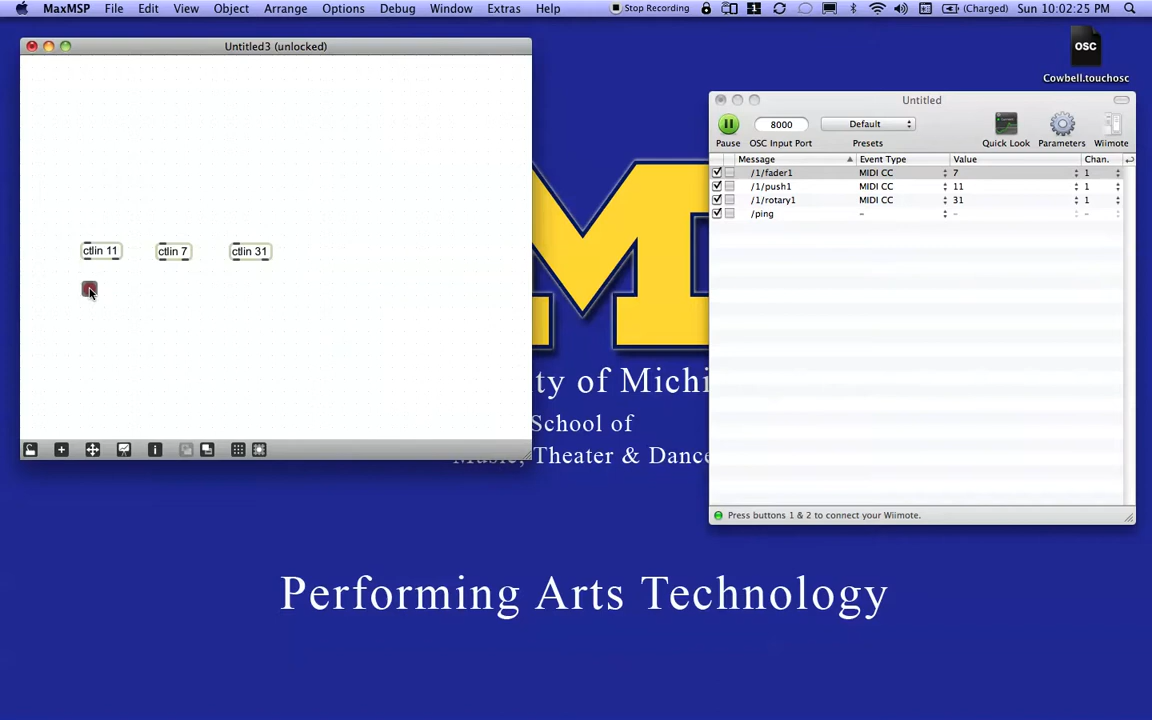 MaxMSP File Edit View Object Arrange Options Debug Window Extras Help Stop Recording 1 (Charged) Sun 10:02:25 PM
OSC
Cowbell.touchosc
Untitled3 (unlocked)
ctlin 11 ctlin 7 ctlin 31
Untitled
8000 Default
Pause OSC Input Port Presets Quick Look Parameters Wiimote
Message Event Type Value Chan.
/1/fader1 MIDI CC 7 1
/1/push1 MIDI CC 11 1
/1/rotary1 MIDI CC 31 1
/ping – – –
Press buttons 1 & 2 to connect your Wiimote.
M
ty of Michi
School of
Music, Theater & Dance
Performing Arts Technology